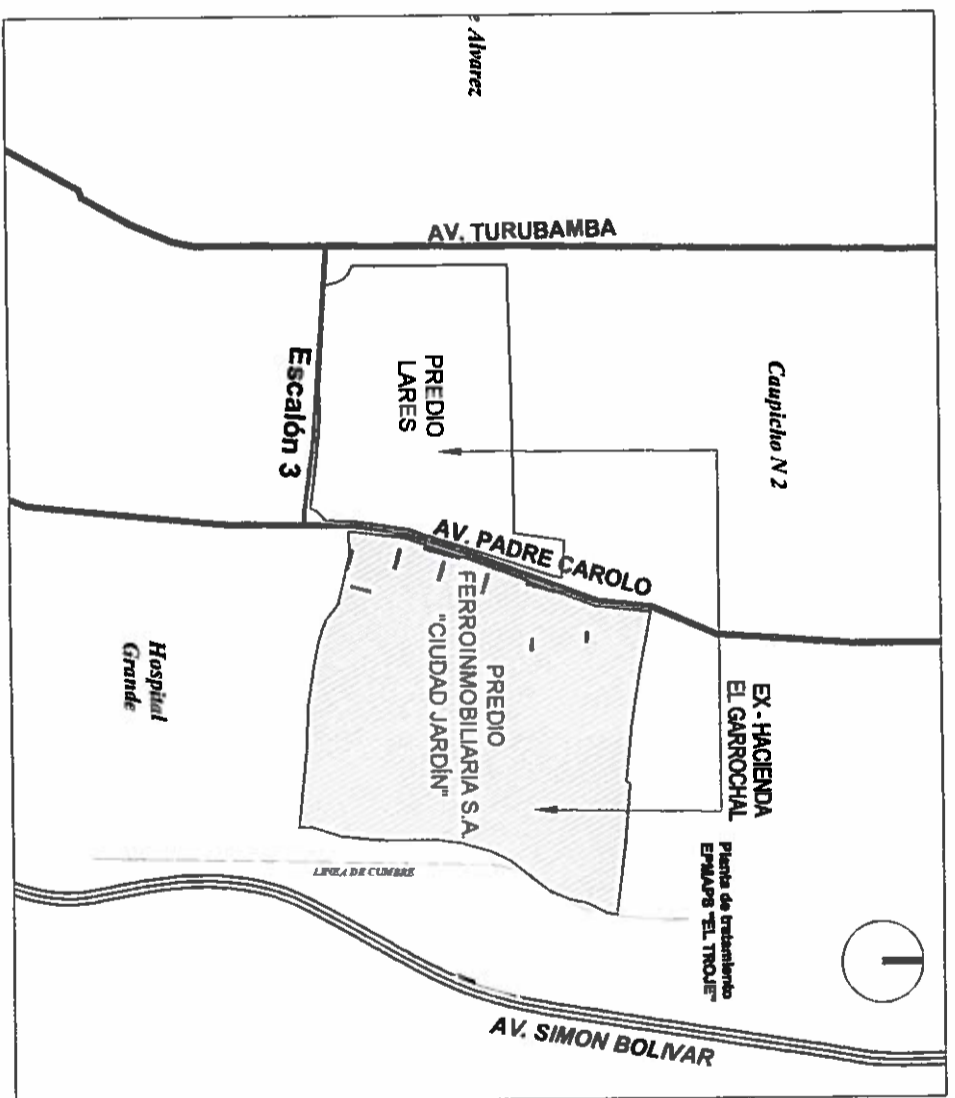 Alvarez
AV. TURUBAMBA
Caupicho N 2
PREDIO
LARES
Escalón 3
AV. PADRE CAROLO
PREDIO
FERROINMOBILIARIA S.A.
"CIUDAD JARDÍN"
EX - HACIENDA
EL GARROCHAL
Hospital
Grande
Planta de tratamiento
EPMAPS "EL TROJE"
LINEA DE CUMBRE
AV. SIMON BOLIVAR